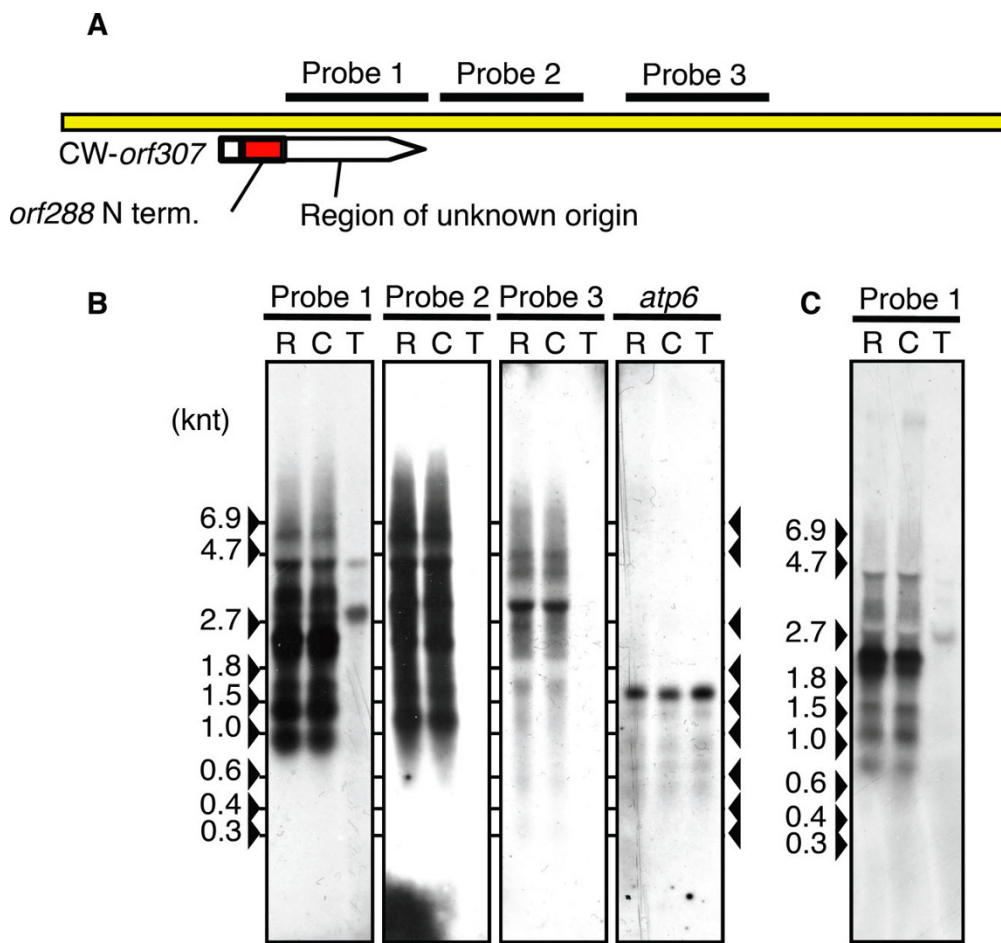 A
Probe 1 Probe 2 Probe 3
CW-orf307
orf288 N term.
Region of unknown origin
B
Probe 1 Probe 2 Probe 3 atp6
R C T R C T R C T R C T
(knt)
6.9
4.7
2.7
1.8
1.5
1.0
0.6
0.4
0.3
C
Probe 1
R C T
6.9
4.7
2.7
1.8
1.5
1.0
0.6
0.4
0.3